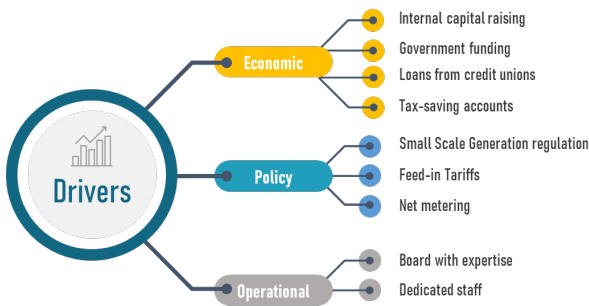 Drivers
Economic
Internal capital raising
Government funding
Loans from credit unions
Tax-saving accounts
Policy
Small Scale Generation regulation
Feed-in Tariffs
Net metering
Operational
Board with expertise
Dedicated staff